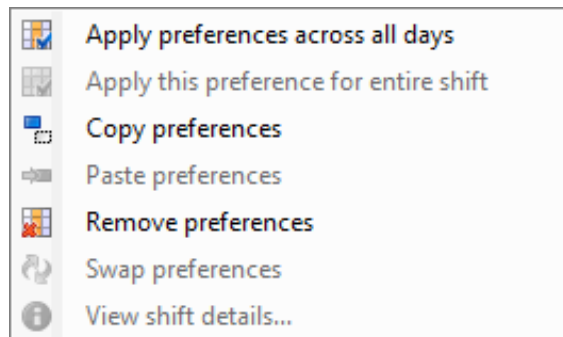 Apply preferences across all days
Apply this preference for entire shift
Copy preferences
Paste preferences
Remove preferences
Swap preferences
View shift details...